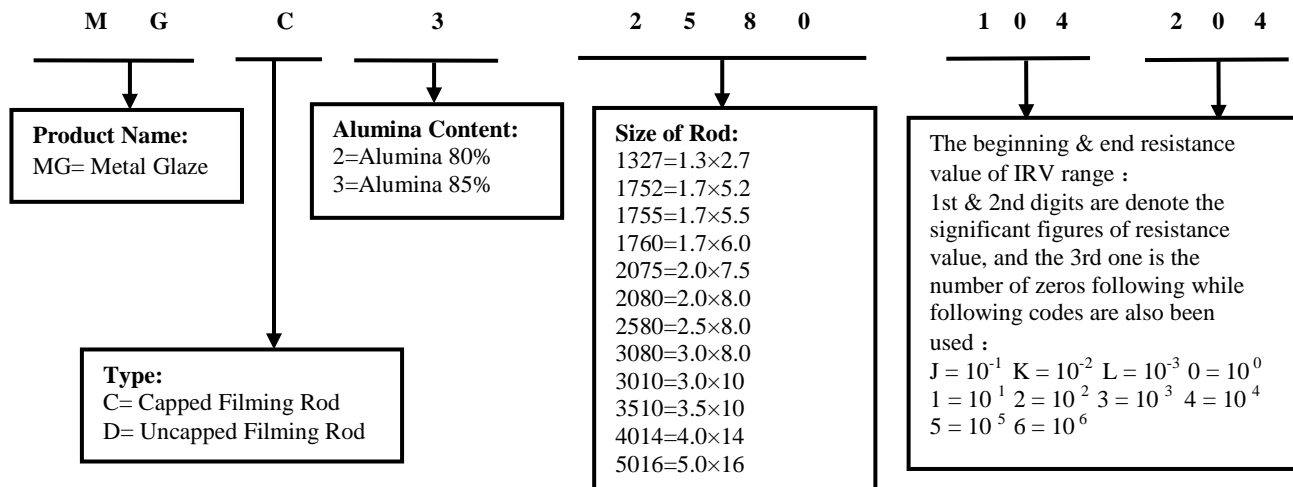 M G C 3 2 5 8 0 1 0 4 2 0 4
Product Name:
MG= Metal Glaze
Type:
C= Capped Filming Rod
D= Uncapped Filming Rod
Alumina Content:
2=Alumina 80%
3=Alumina 85%
Size of Rod:
1327=1.3×2.7
1752=1.7×5.2
1755=1.7×5.5
1760=1.7×6.0
2075=2.0×7.5
2080=2.0×8.0
2580=2.5×8.0
3080=3.0×8.0
3010=3.0×10
3510=3.5×10
4014=4.0×14
5016=5.0×16
The beginning & end resistance
value of IRV range :
1st & 2nd digits are denote the
significant figures of resistance
value, and the 3rd one is the
number of zeros following while
following codes are also been
used :
J = 10⁻¹ K = 10⁻² L = 10⁻³ 0 = 10⁰
1 = 10¹ 2 = 10² 3 = 10³ 4 = 10⁴
5 = 10⁵ 6 = 10⁶